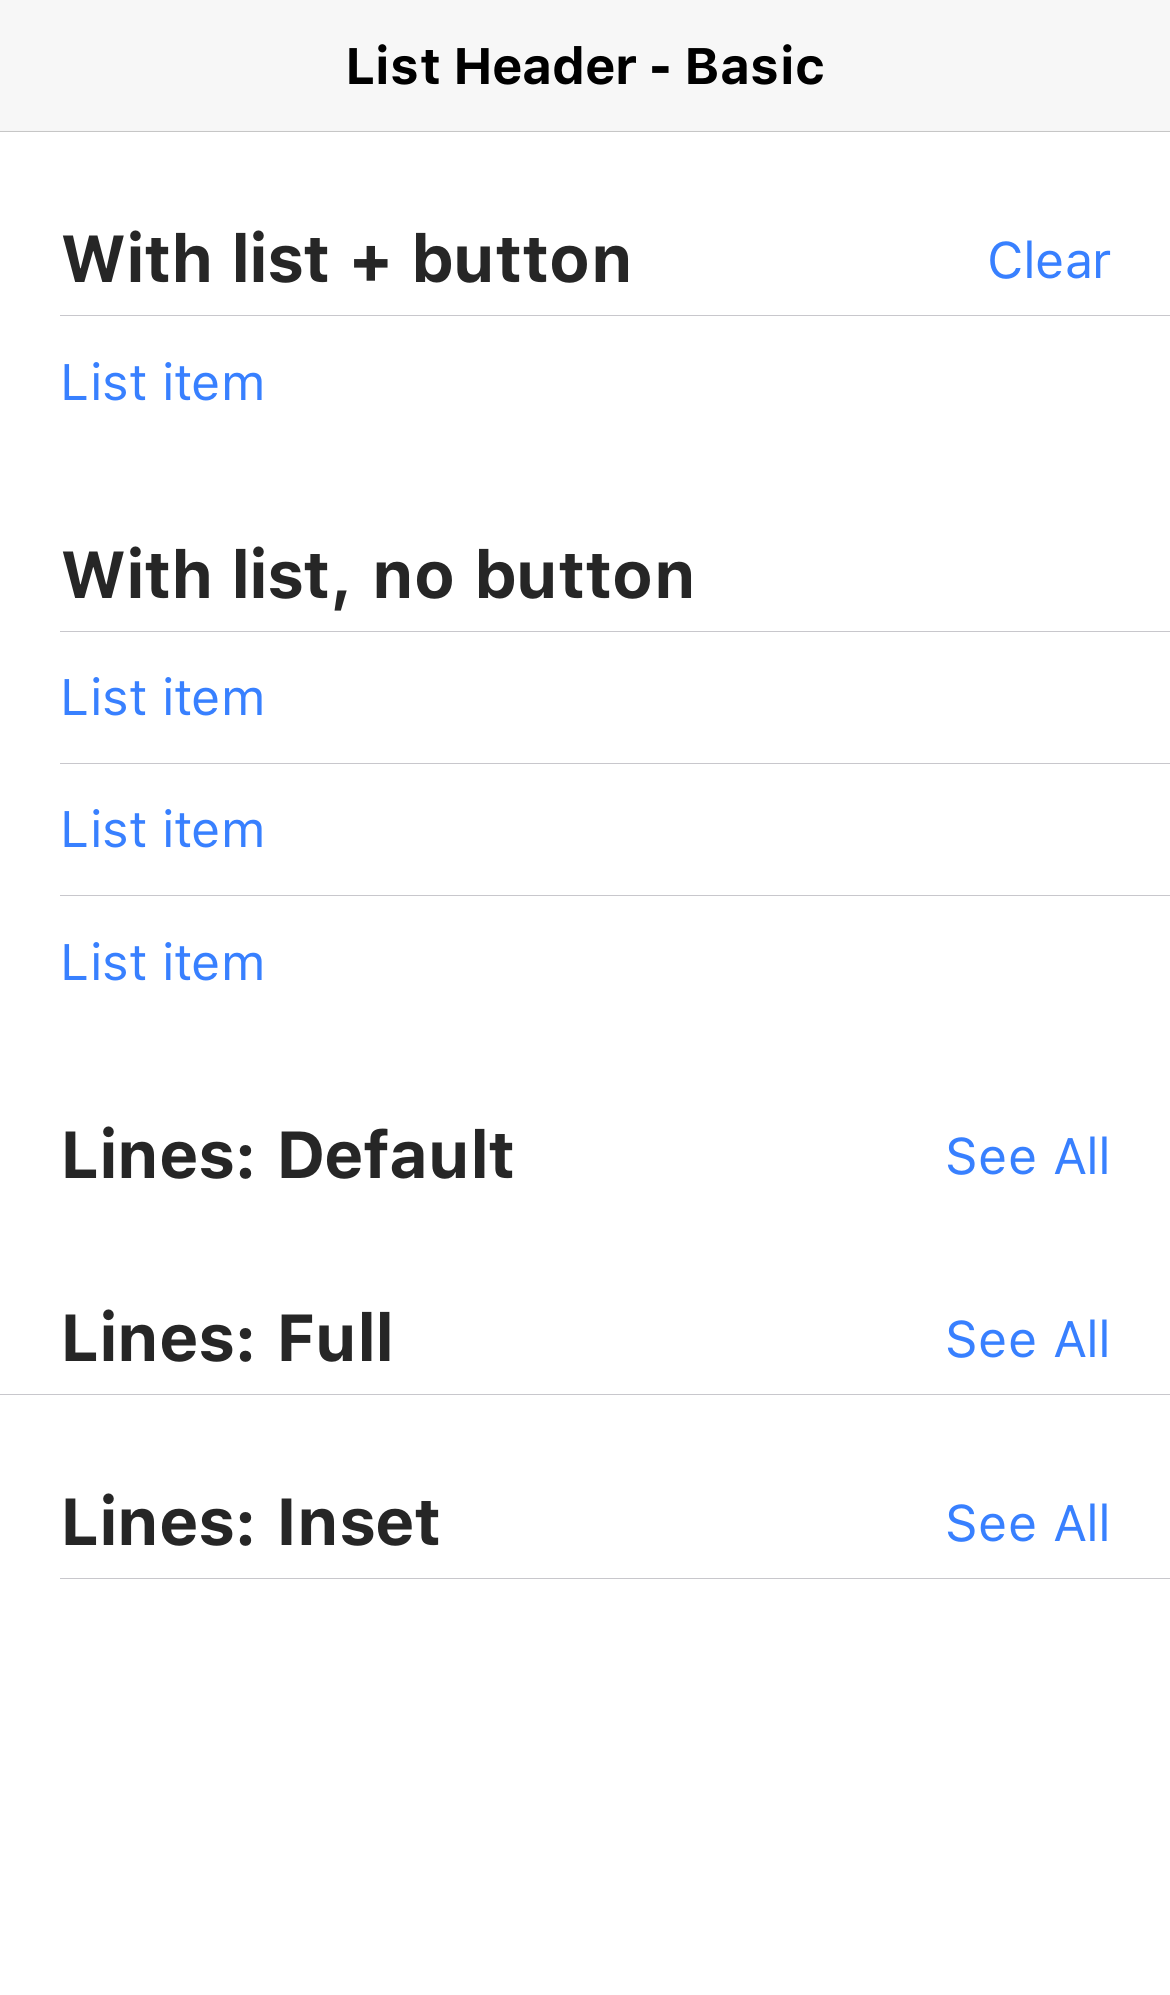 List Header - Basic
With list + button Clear
List item
With list, no button
List item
List item
List item
Lines: Default See All
Lines: Full See All
Lines: Inset See All